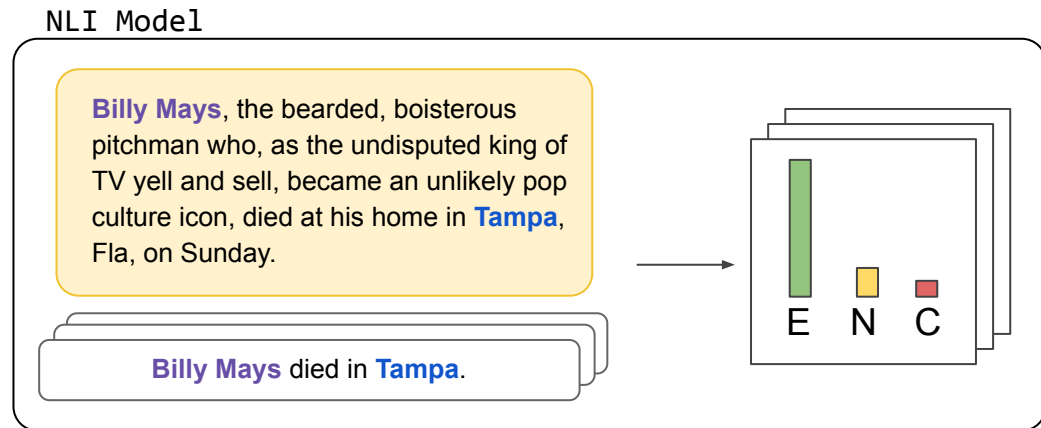 NLI Model
Billy Mays, the bearded, boisterous
pitchman who, as the undisputed king of
TV yell and sell, became an unlikely pop
culture icon, died at his home in Tampa,
Fla, on Sunday.
Billy Mays died in Tampa.
E N C